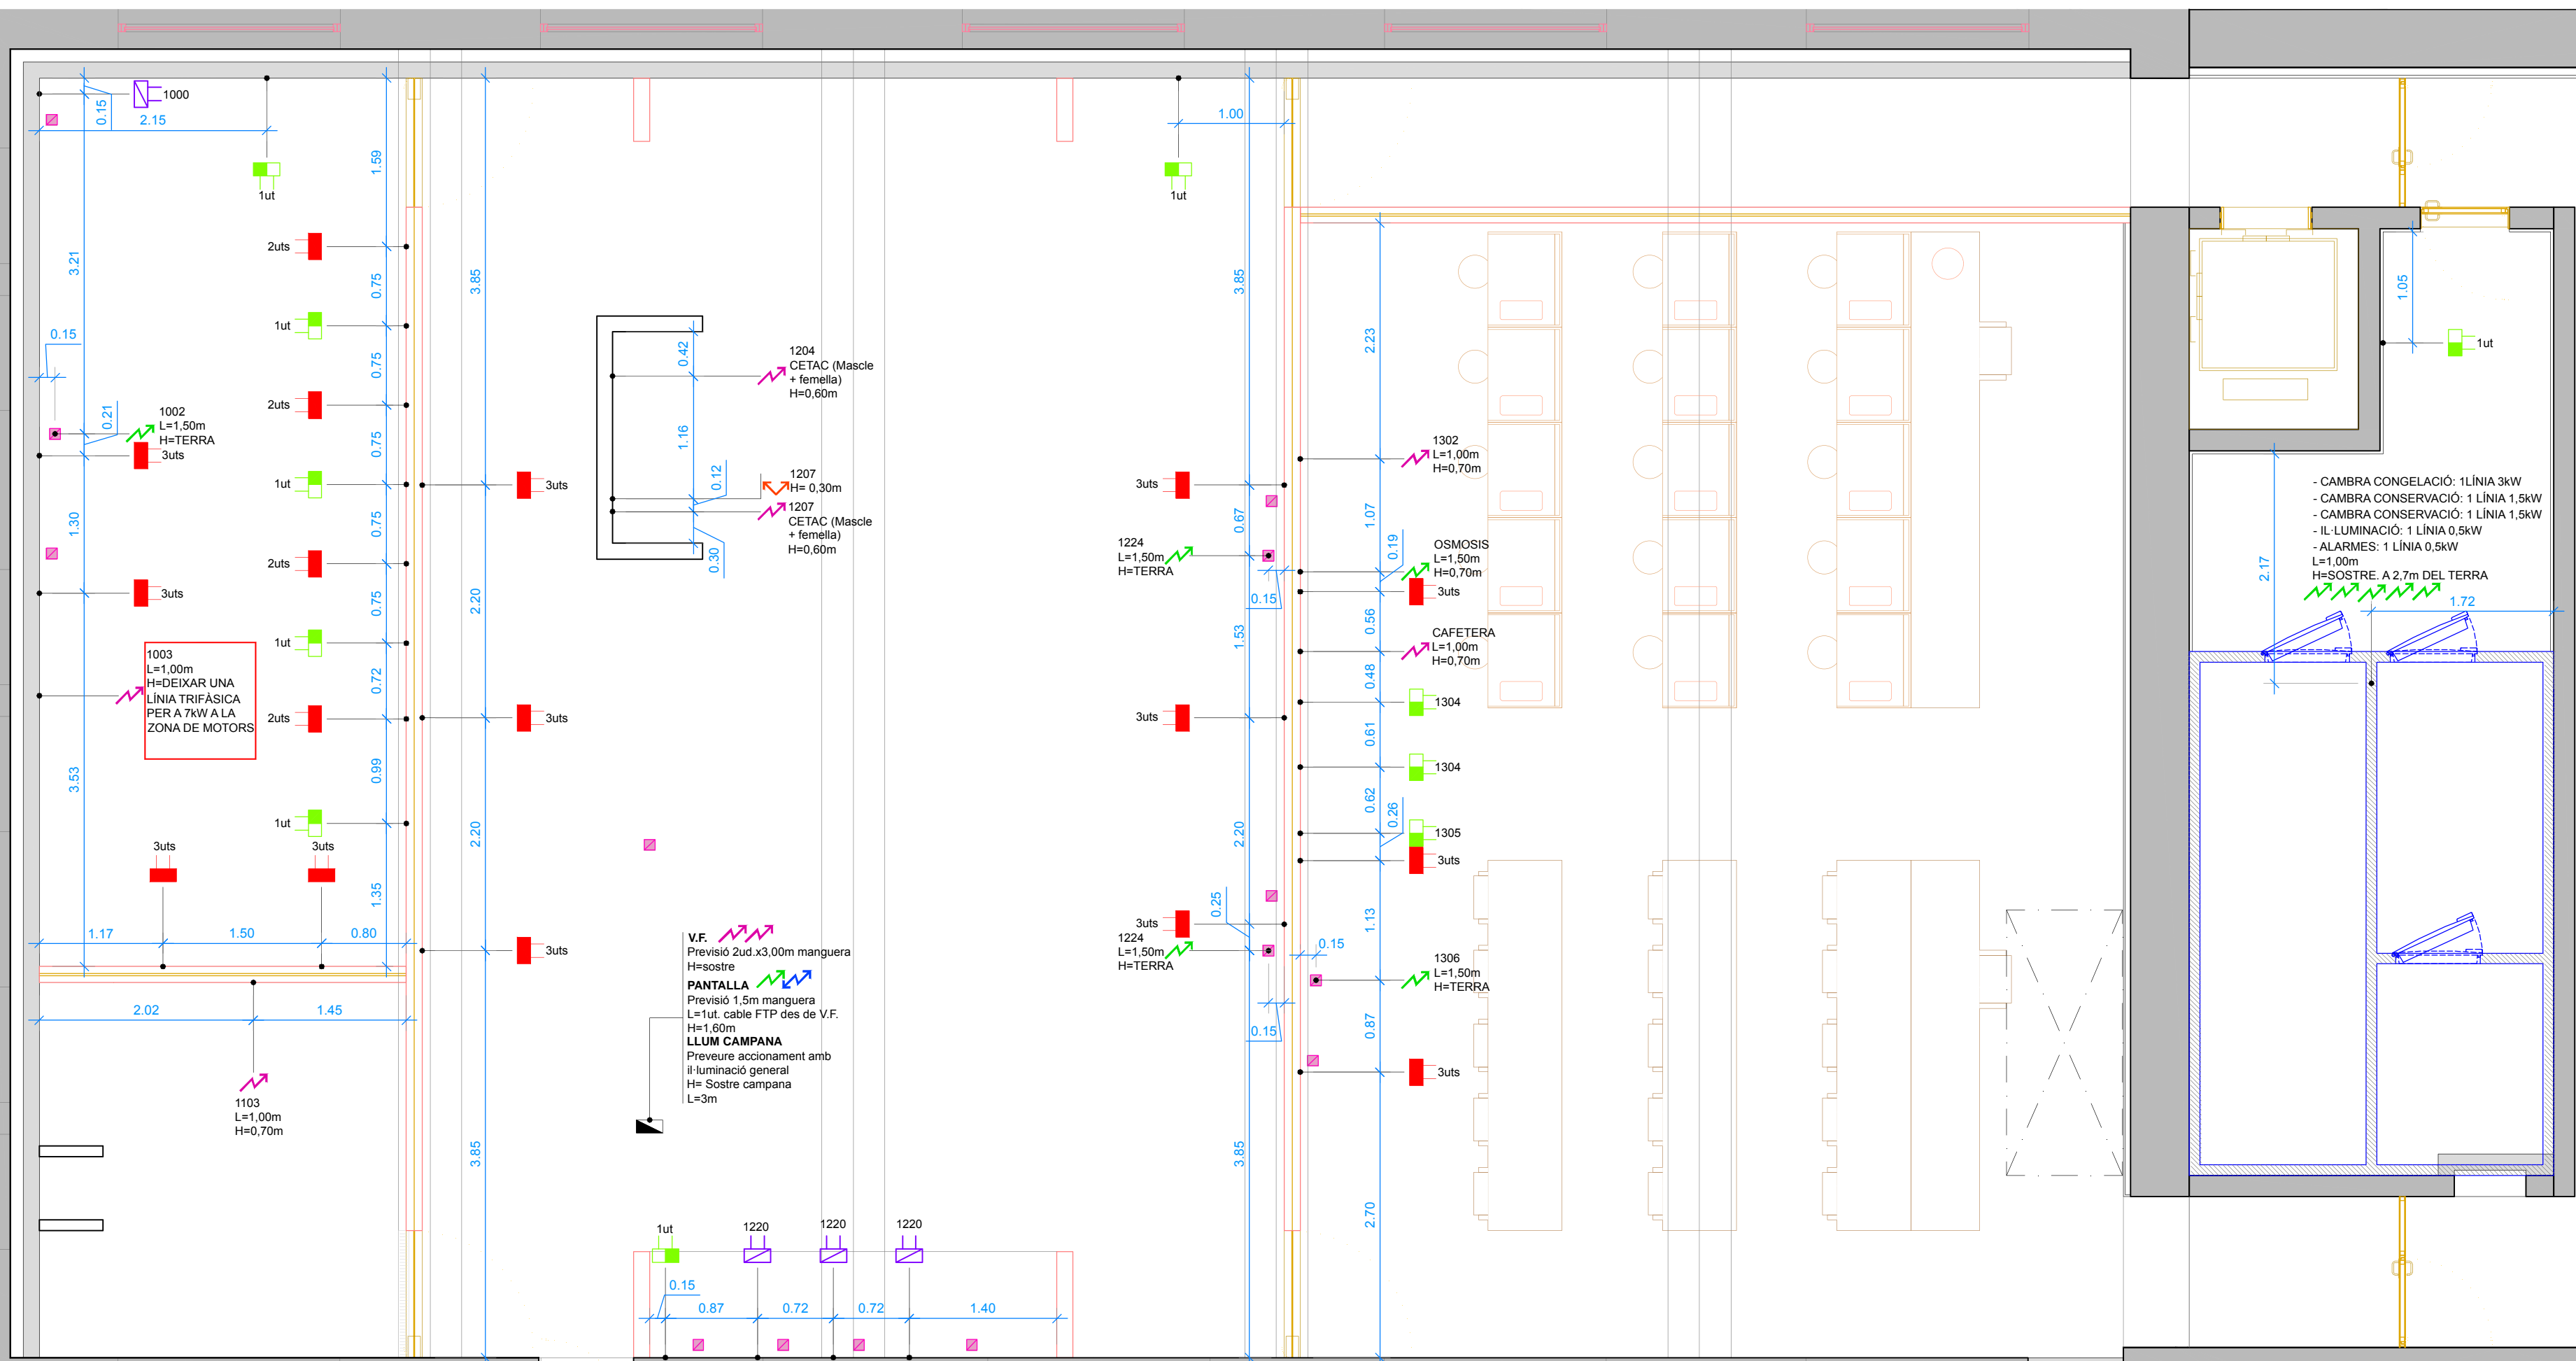 1000
0.15
2.15
1.00
1ut
1ut
1.59
2uts
3.21
0.75
3.85
3.85
1ut
0.15
0.75
2uts
0.21
1002
L=1,50m
H=TERRA
3uts
0.75
1ut
1.30
0.75
2uts
3uts
0.75
1ut
1003
L=1,00m
H=DEIXAR UNA
LÍNIA TRIFÀSICA
PER A 7kW A LA
ZONA DE MOTORS
0.72
2uts
3.53
0.99
1ut
3uts
3uts
1.35
1.17
1.50
0.80
2.02
1.45
1103
L=1,00m
H=0,70m
3uts
2.20
3uts
2.20
3uts
3.85
0.42
1204
CETAC (Mascle
+ femella)
H=0,60m
1.16
0.12
1207
H= 0,30m
1207
CETAC (Mascle
+ femella)
H=0,60m
0.30
V.F.
Previsió 2ud.x3,00m manguera
H=sostre
PANTALLA
Previsió 1,5m manguera
L=1ut. cable FTP des de V.F.
H=1,60m
LLUM CAMPANA
Preveure accionament amb
il·luminació general
H= Sostre campana
L=3m
1ut
1220
1220
1220
0.15
0.87
0.72
0.72
1.40
3uts
0.67
1224
L=1,50m
H=TERRA
0.15
1.53
3uts
2.20
0.25
3uts
1224
L=1,50m
H=TERRA
0.15
0.15
3.85
2.23
1302
L=1,00m
H=0,70m
1.07
0.19
OSMOSIS
L=1,50m
H=0,70m
3uts
0.56
CAFETERA
L=1,00m
H=0,70m
0.48
1304
0.61
1304
0.62
0.26
1305
3uts
1.13
1306
L=1,50m
H=TERRA
0.87
3uts
2.70
1.05
1ut
- CAMBRA CONGELACIÓ: 1LÍNIA 3kW
- CAMBRA CONSERVACIÓ: 1 LÍNIA 1,5kW
- CAMBRA CONSERVACIÓ: 1 LÍNIA 1,5kW
- IL·LUMINACIÓ: 1 LÍNIA 0,5kW
- ALARMES: 1 LÍNIA 0,5kW
L=1,00m
H=SOSTRE. A 2,7m DEL TERRA
2.17
1.72